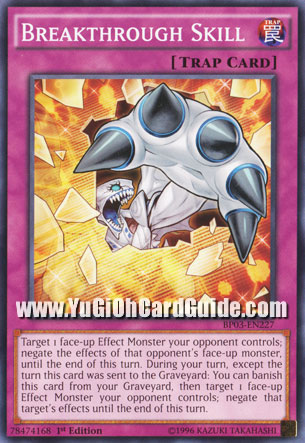 BREAKTHROUGH SKILL
TRAP
罠
[TRAP CARD]
BP03-EN227
www.YuGiOhCardGuide.com
Target 1 face-up Effect Monster your opponent controls;
negate the effects of that opponent's face-up monster,
until the end of this turn. During your turn, except the
turn this card was sent to the Graveyard: You can banish
this card from your Graveyard, then target 1 face-up
Effect Monster your opponent controls; negate that
target's effects until the end of this turn.
78474168 1st Edition ©1996 KAZUKI TAKAHASHI